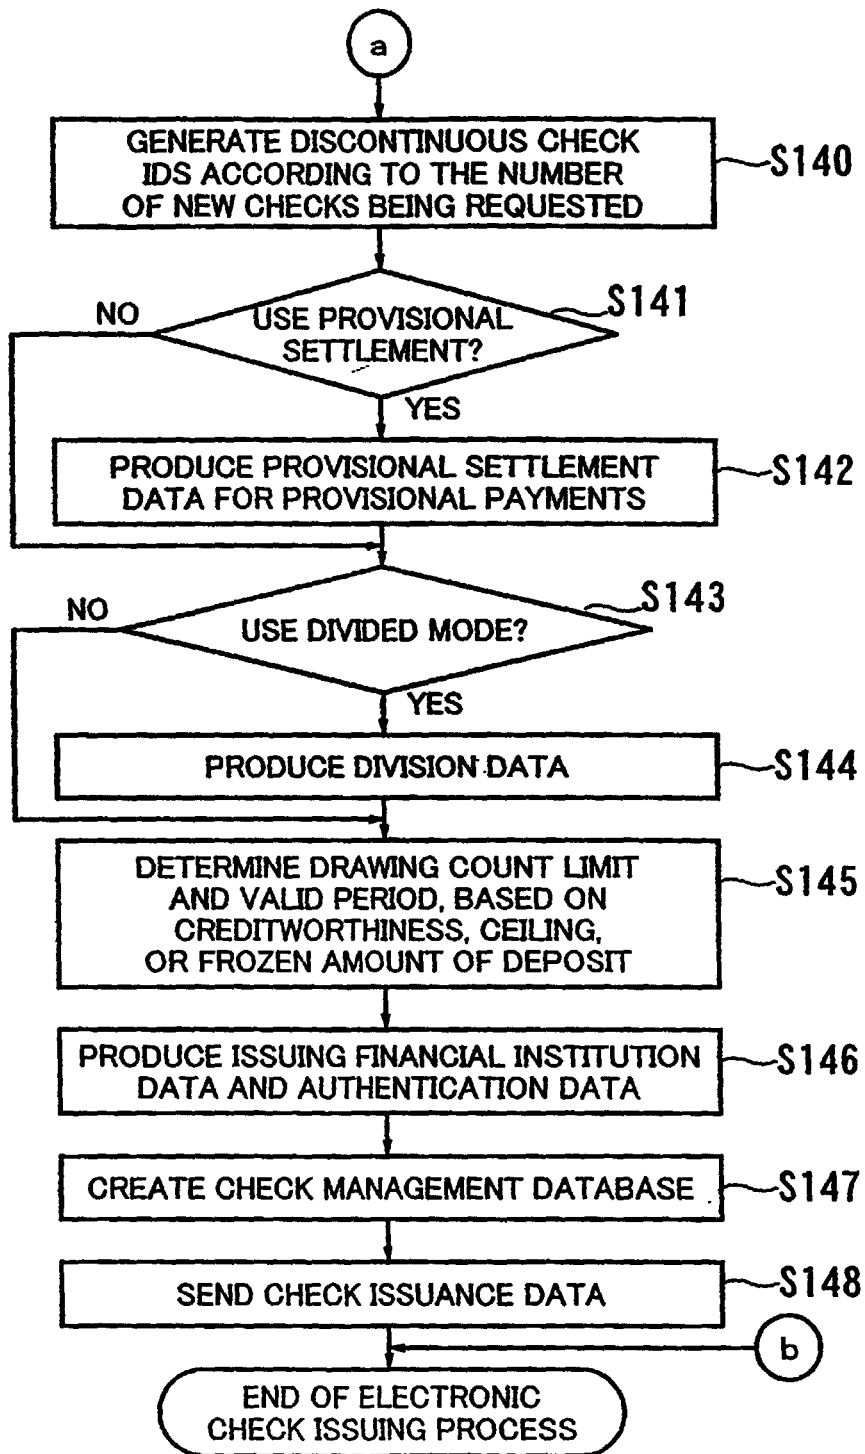 a
GENERATE DISCONTINUOUS CHECK
IDS ACCORDING TO THE NUMBER
OF NEW CHECKS BEING REQUESTED
S140
USE PROVISIONAL
SETTLEMENT?
S141
NO
YES
PRODUCE PROVISIONAL SETTLEMENT
DATA FOR PROVISIONAL PAYMENTS
S142
USE DIVIDED MODE?
S143
NO
YES
PRODUCE DIVISION DATA
S144
DETERMINE DRAWING COUNT LIMIT
AND VALID PERIOD, BASED ON
CREDITWORTHINESS, CEILING,
OR FROZEN AMOUNT OF DEPOSIT
S145
PRODUCE ISSUING FINANCIAL INSTITUTION
DATA AND AUTHENTICATION DATA
S146
CREATE CHECK MANAGEMENT DATABASE
S147
SEND CHECK ISSUANCE DATA
S148
b
END OF ELECTRONIC
CHECK ISSUING PROCESS